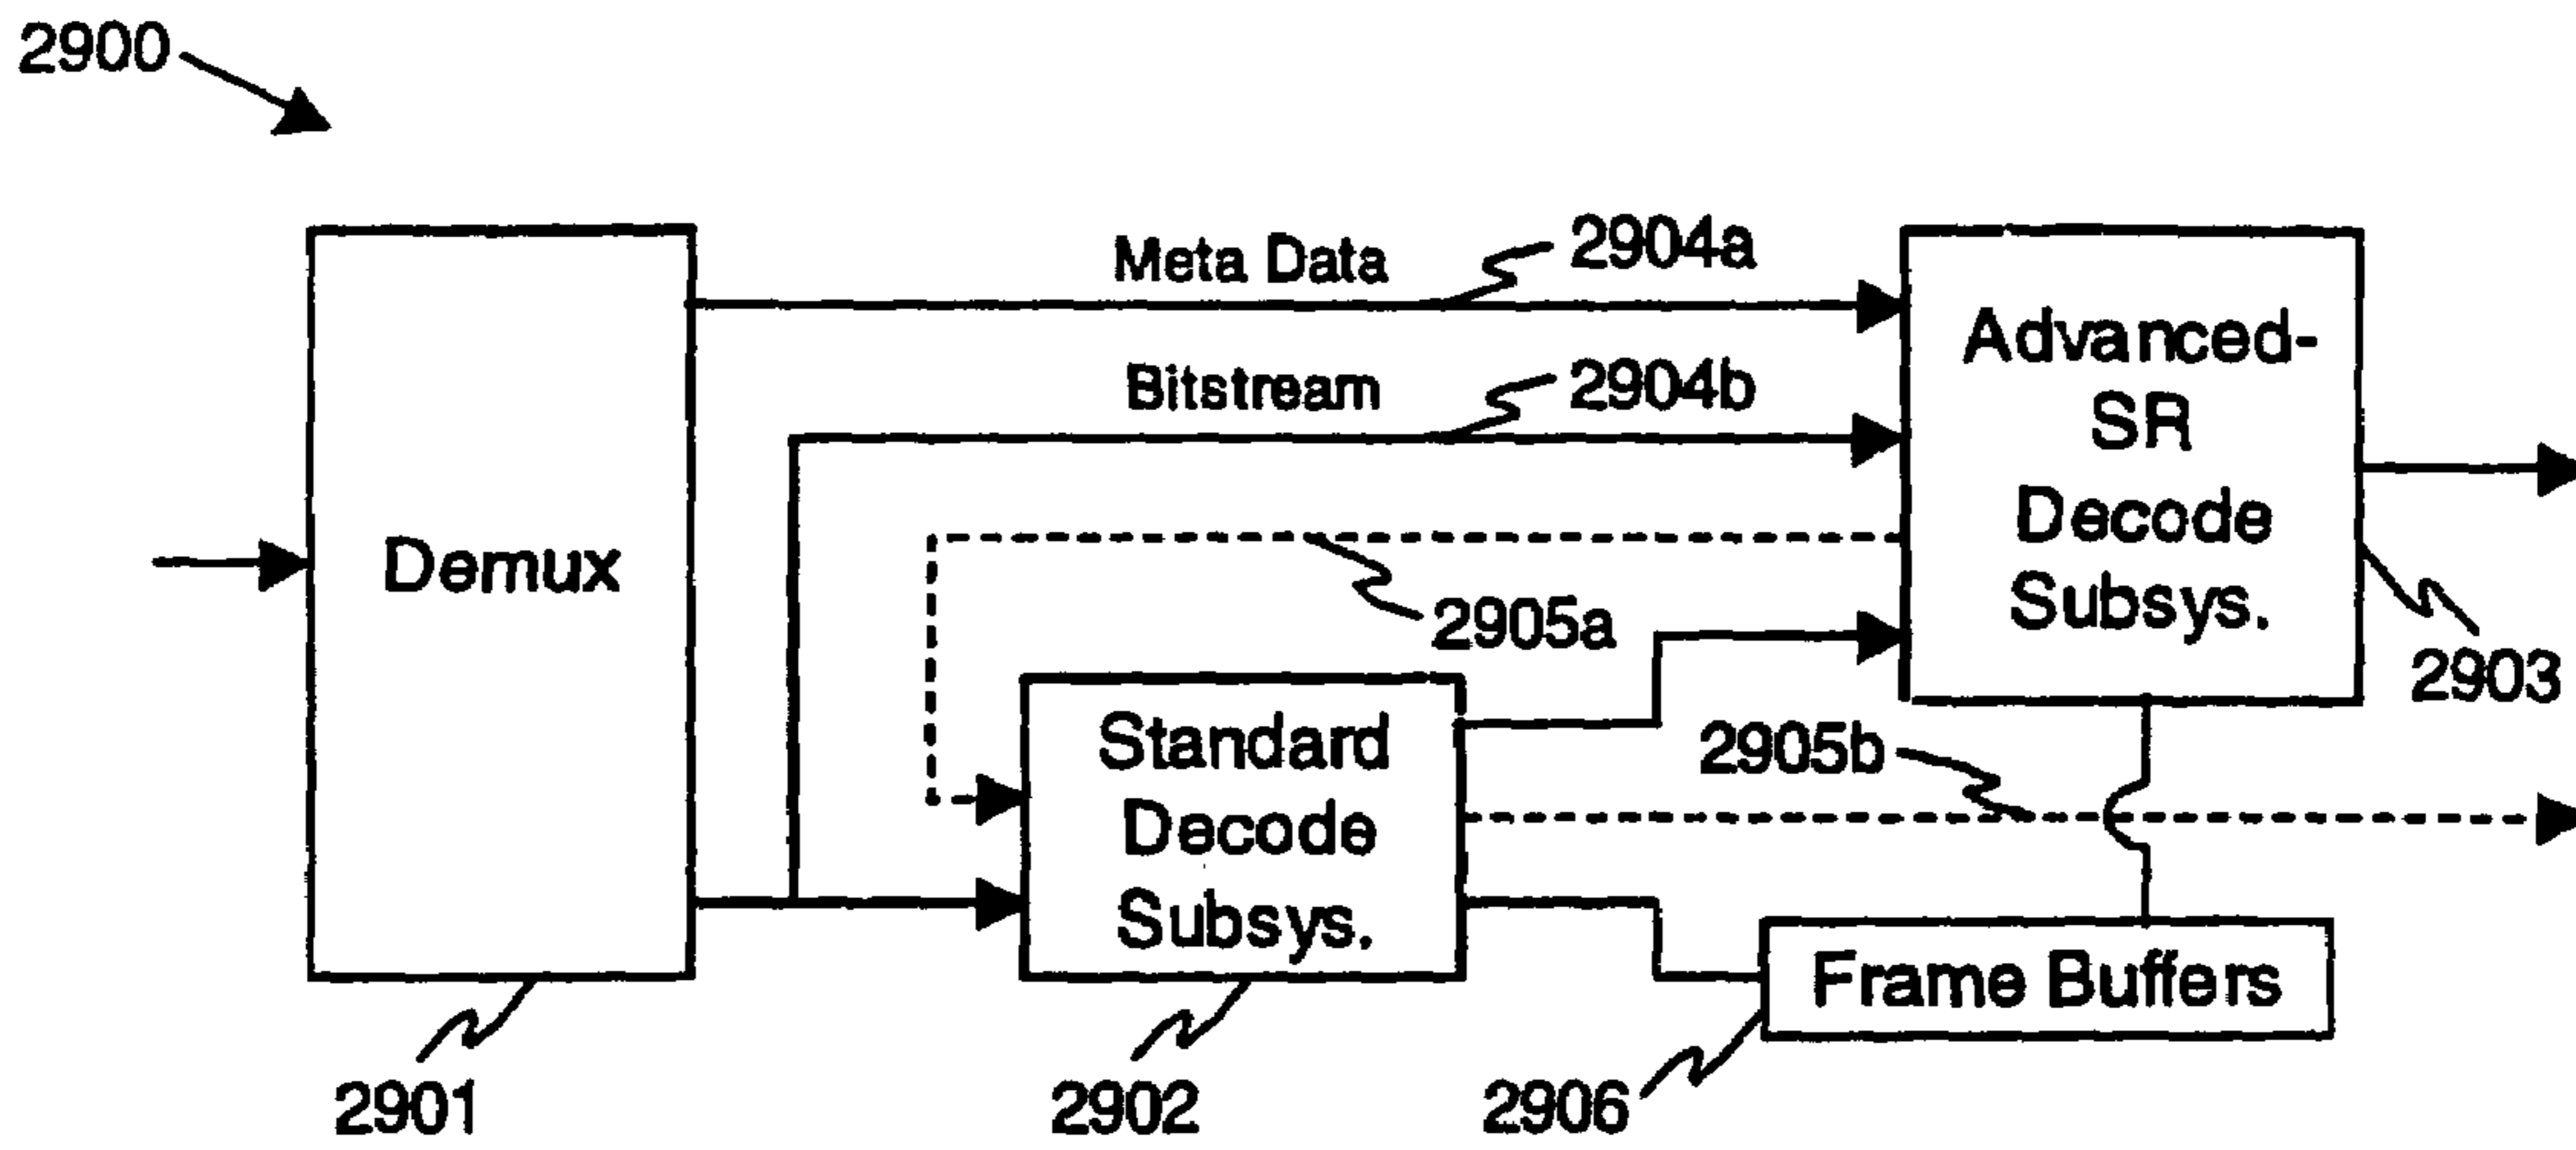 2900
Meta Data
2904a
Bitstream
2904b
Advanced-
SR
Decode
Subsys.
2903
Demux
2905a
2905b
Standard
Decode
Subsys.
Frame Buffers
2901
2902
2906